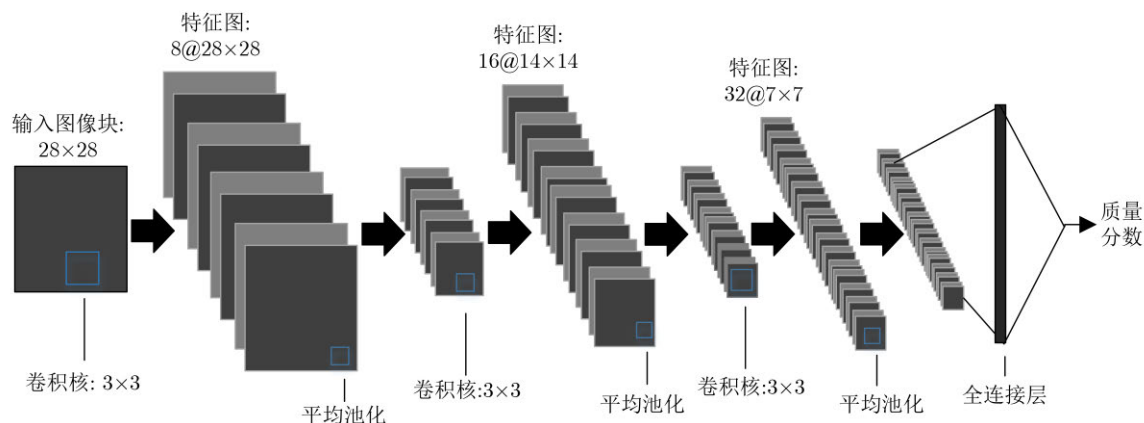 特征图:
8@28×28
特征图:
16@14×14
特征图:
32@7×7
输入图像块:
28×28
质量
分数
卷积核: 3×3
平均池化
卷积核:3×3
平均池化
卷积核:3×3
平均池化
全连接层